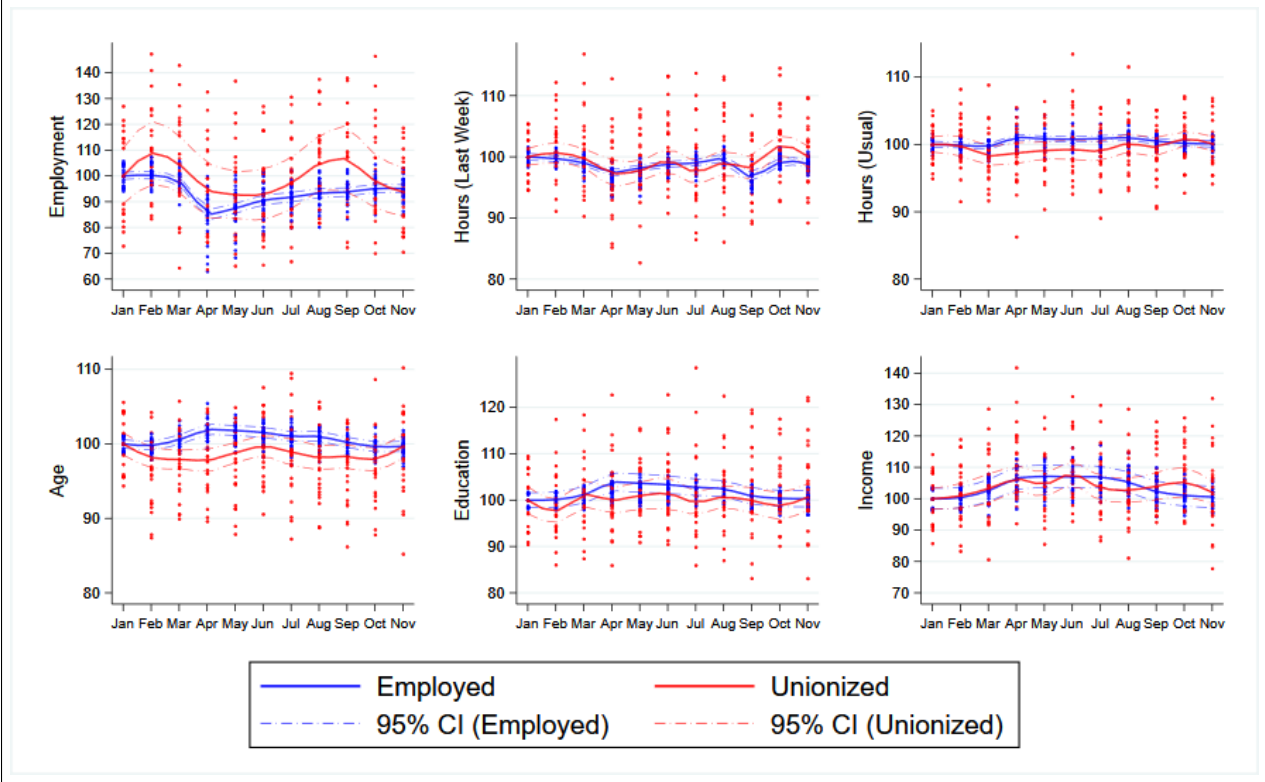 Employment
140
130
120
110
100
90
80
70
60
Jan Feb Mar Apr May Jun Jul Aug Sep Oct Nov
Hours (Last Week)
110
100
90
80
Jan Feb Mar Apr May Jun Jul Aug Sep Oct Nov
Hours (Usual)
110
100
90
80
Jan Feb Mar Apr May Jun Jul Aug Sep Oct Nov
Age
110
100
90
80
Jan Feb Mar Apr May Jun Jul Aug Sep Oct Nov
Education
120
110
100
90
80
Jan Feb Mar Apr May Jun Jul Aug Sep Oct Nov
Income
140
130
120
110
100
90
80
70
Jan Feb Mar Apr May Jun Jul Aug Sep Oct Nov
Employed
Unionized
95% CI (Employed)
95% CI (Unionized)